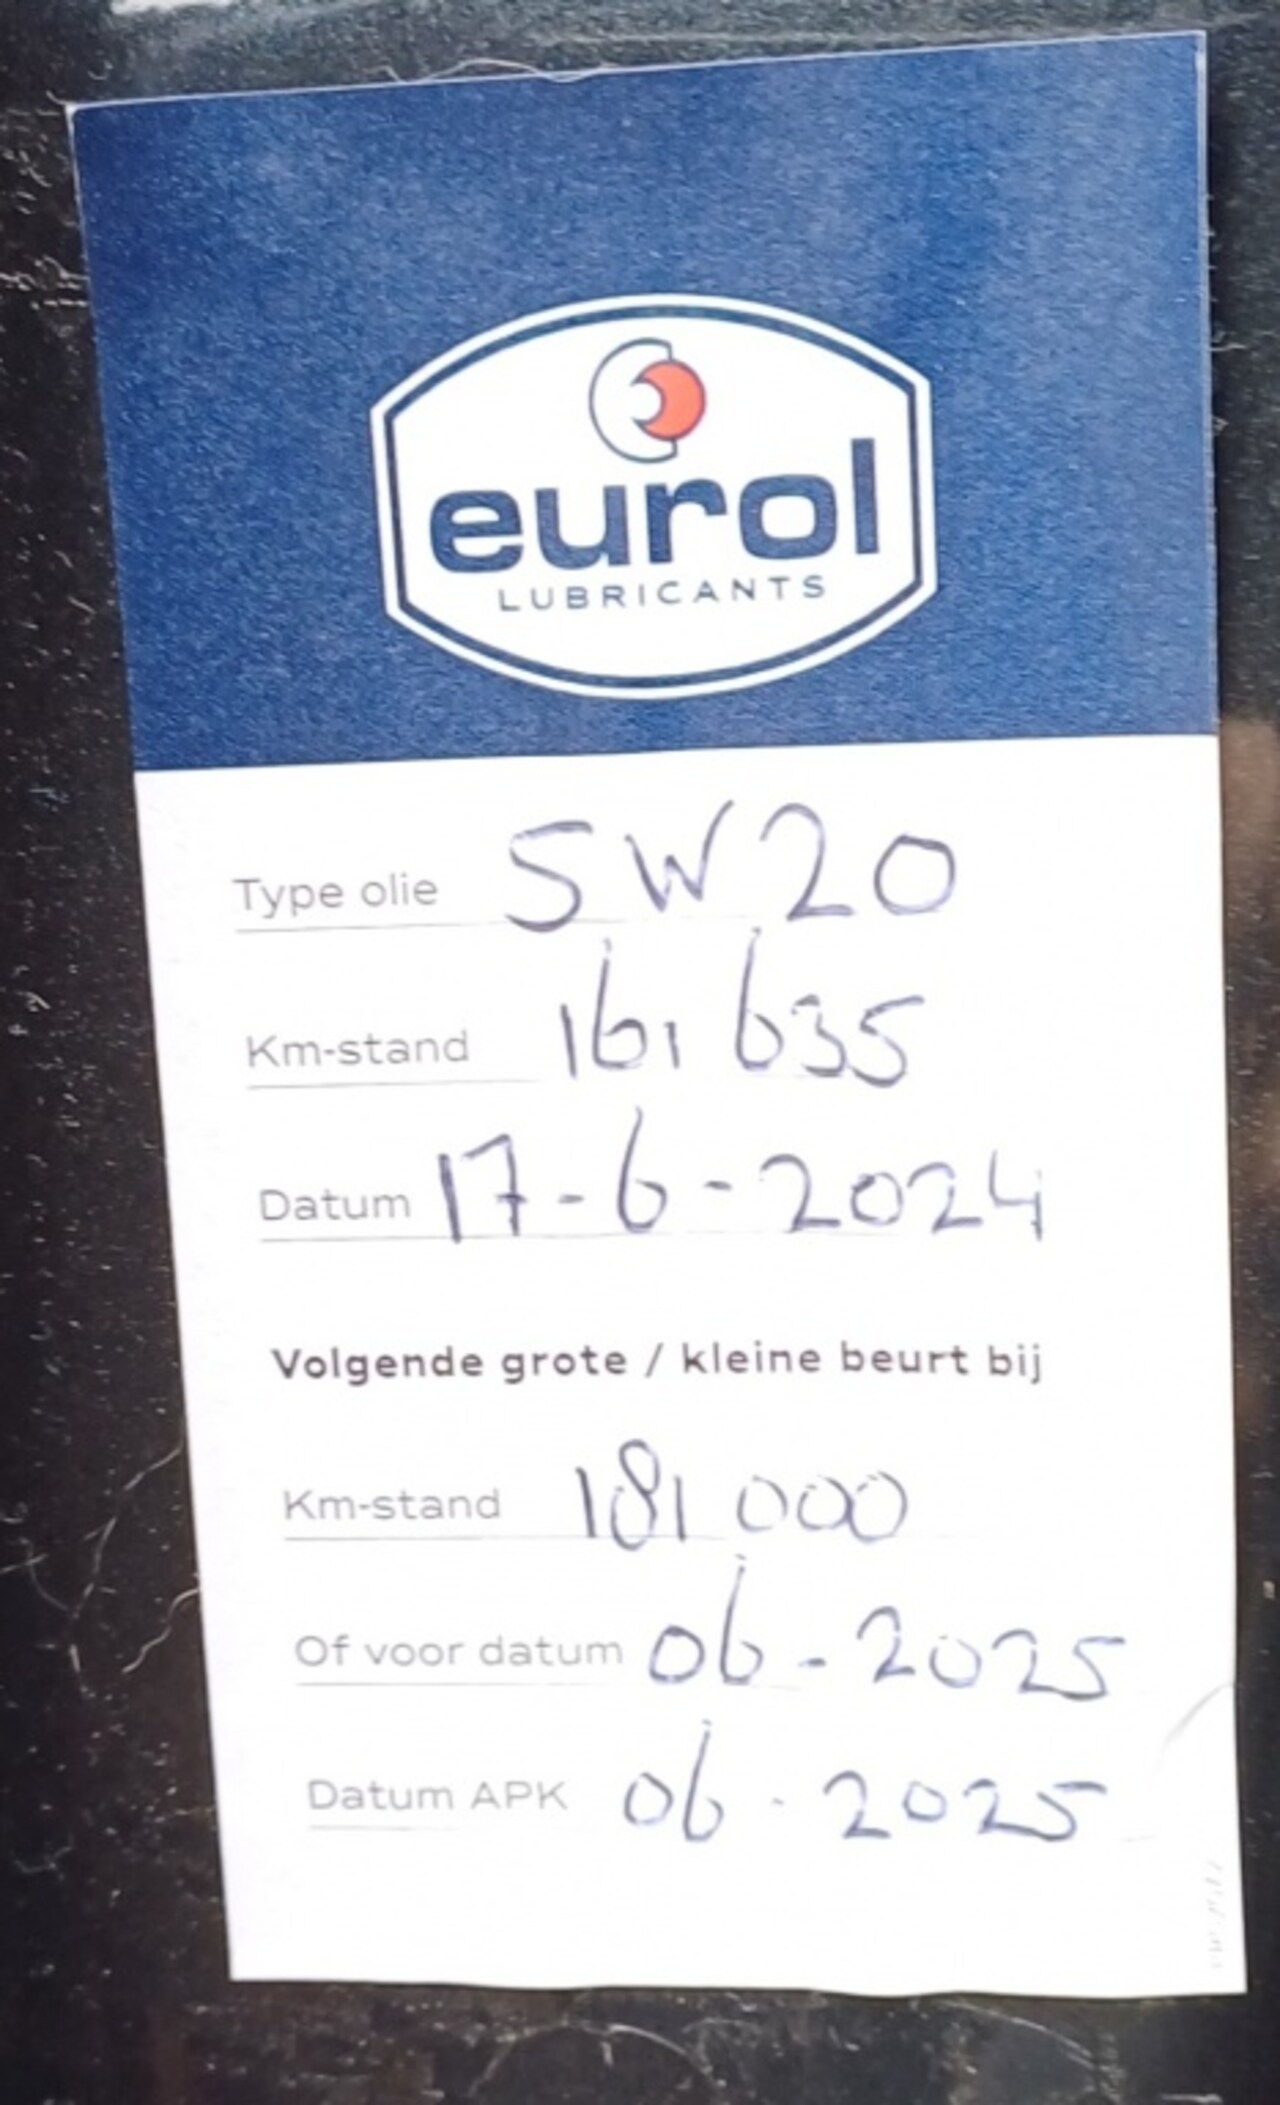 eurol
LUBRICANTS
Type olie 5W20
Km-stand 161 635
Datum 17-6-2024
Volgende grote / kleine beurt bij
Km-stand 181 000
Of voor datum 06-2025
Datum APK 06-2025